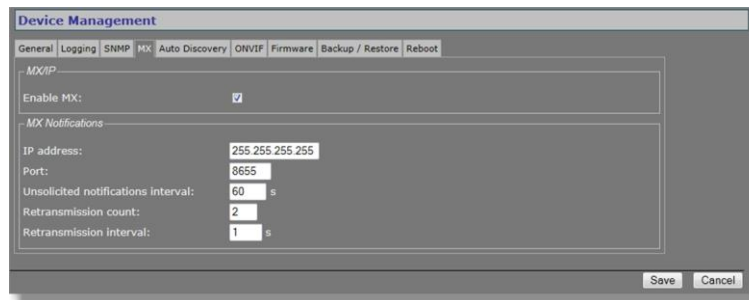 Device Management
General Logging SNMP MX Auto Discovery ONVIF Firmware Backup / Restore Reboot
MX/IP
Enable MX:
MX Notifications
IP address: 255.255.255.255
Port: 8655
Unsolicited notifications interval: 60 s
Retransmission count: 2
Retransmission interval: 1 s
Save Cancel